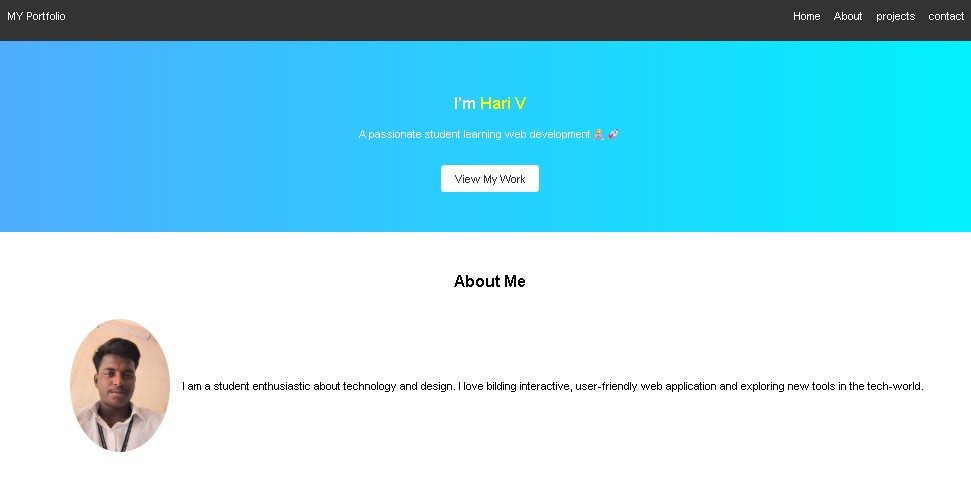 MY Portfolio Home About projects contact
I'm Hari V
A passionate student learning web development
View My Work
About Me
I am a student enthusiastic about technology and design. I love bilding interactive, user-friendly web application and exploring new tools in the tech-world.